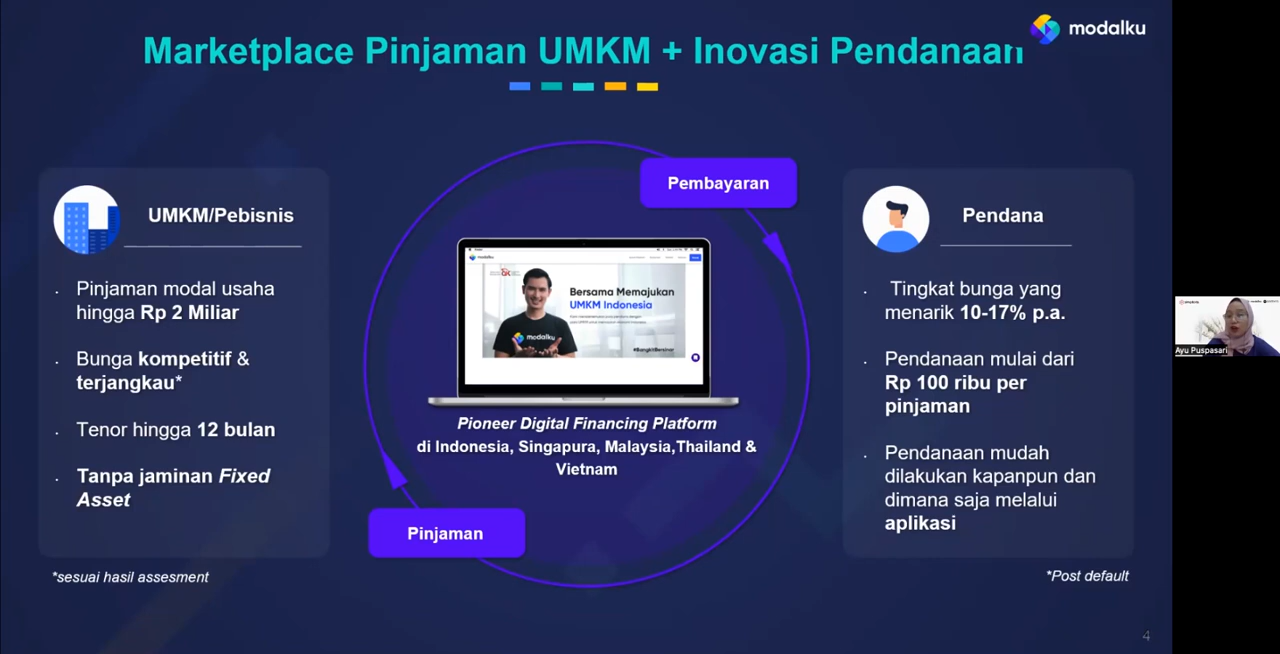 Marketplace Pinjaman UMKM + Inovasi Pendanaan
modalku
UMKM/Pebisnis
. Pinjaman modal usaha
hingga Rp 2 Miliar
. Bunga kompetitif &
terjangkau*
. Tenor hingga 12 bulan
. Tanpa jaminan Fixed
Asset
*sesuai hasil assesment
Pembayaran
modalku
Bersama Memajukan
UMKM Indonesia
modalku
#BangkitBersinar
Pioneer Digital Financing Platform
di Indonesia, Singapura, Malaysia,Thailand &
Vietnam
Pinjaman
Pendana
. Tingkat bunga yang
menarik 10-17% p.a.
. Pendanaan mulai dari
Rp 100 ribu per
pinjaman
. Pendanaan mudah
dilakukan kapanpun dan
dimana saja melalui
aplikasi
*Post default
4
Ayu Puspasari